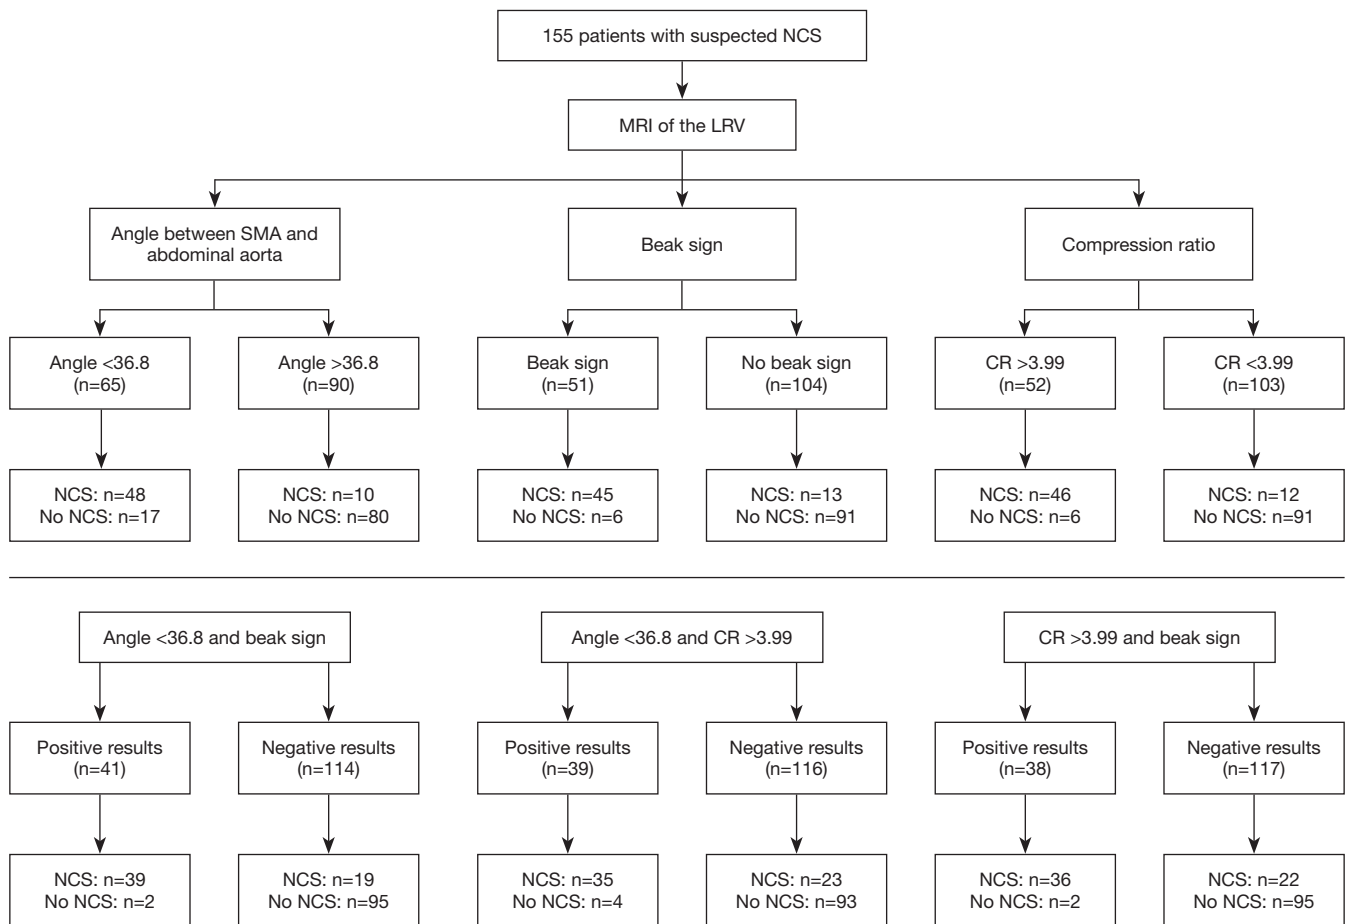 155 patients with suspected NCS
MRI of the LRV
Angle between SMA and
abdominal aorta
Beak sign
Compression ratio
Angle <36.8
(n=65)
Angle >36.8
(n=90)
Beak sign
(n=51)
No beak sign
(n=104)
CR >3.99
(n=52)
CR <3.99
(n=103)
NCS: n=48
No NCS: n=17
NCS: n=10
No NCS: n=80
NCS: n=45
No NCS: n=6
NCS: n=13
No NCS: n=91
NCS: n=46
No NCS: n=6
NCS: n=12
No NCS: n=91
Angle <36.8 and beak sign
Angle <36.8 and CR >3.99
CR >3.99 and beak sign
Positive results
(n=41)
Negative results
(n=114)
Positive results
(n=39)
Negative results
(n=116)
Positive results
(n=38)
Negative results
(n=117)
NCS: n=39
No NCS: n=2
NCS: n=19
No NCS: n=95
NCS: n=35
No NCS: n=4
NCS: n=23
No NCS: n=93
NCS: n=36
No NCS: n=2
NCS: n=22
No NCS: n=95